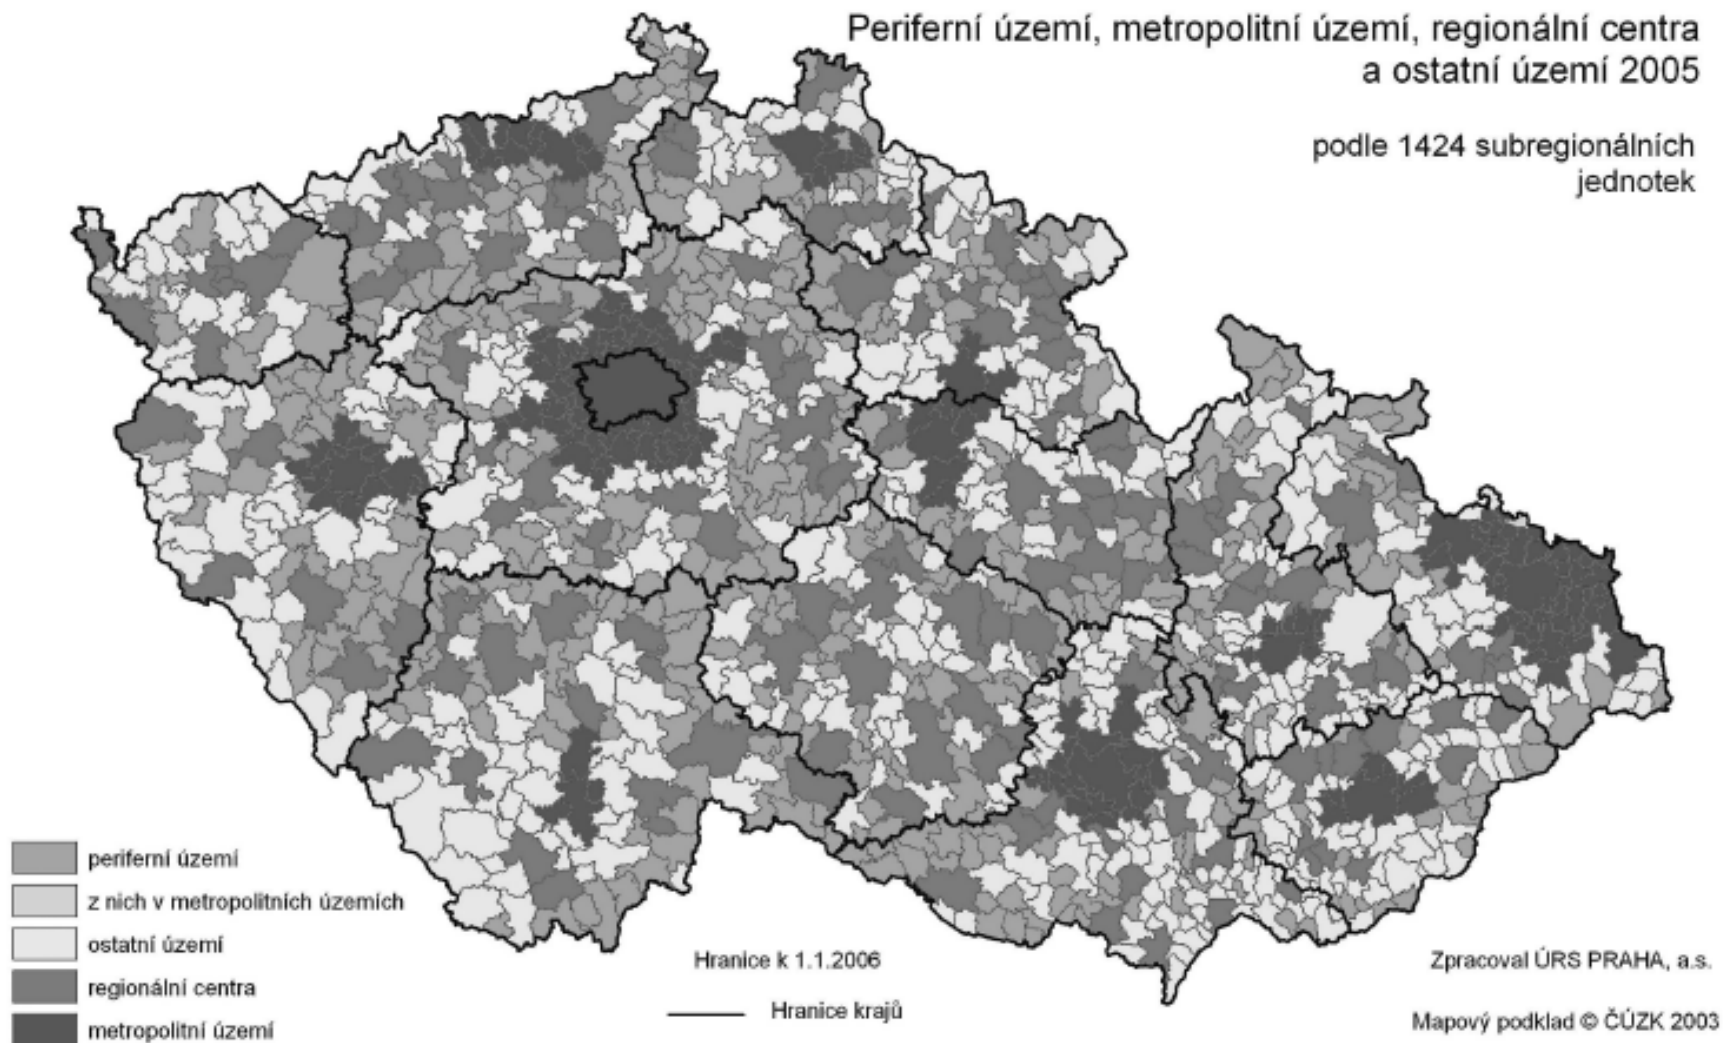 Periferní území, metropolitní území, regionální centra
a ostatní území 2005
podle 1424 subregionálních
jednotek
periferní území
z nich v metropolitních územích
ostatní území
regionální centra
metropolitní území
Hranice k 1.1.2006
Hranice krajů
Zpracoval ÚRS PRAHA, a.s.
Mapový podklad © ČÚZK 2003